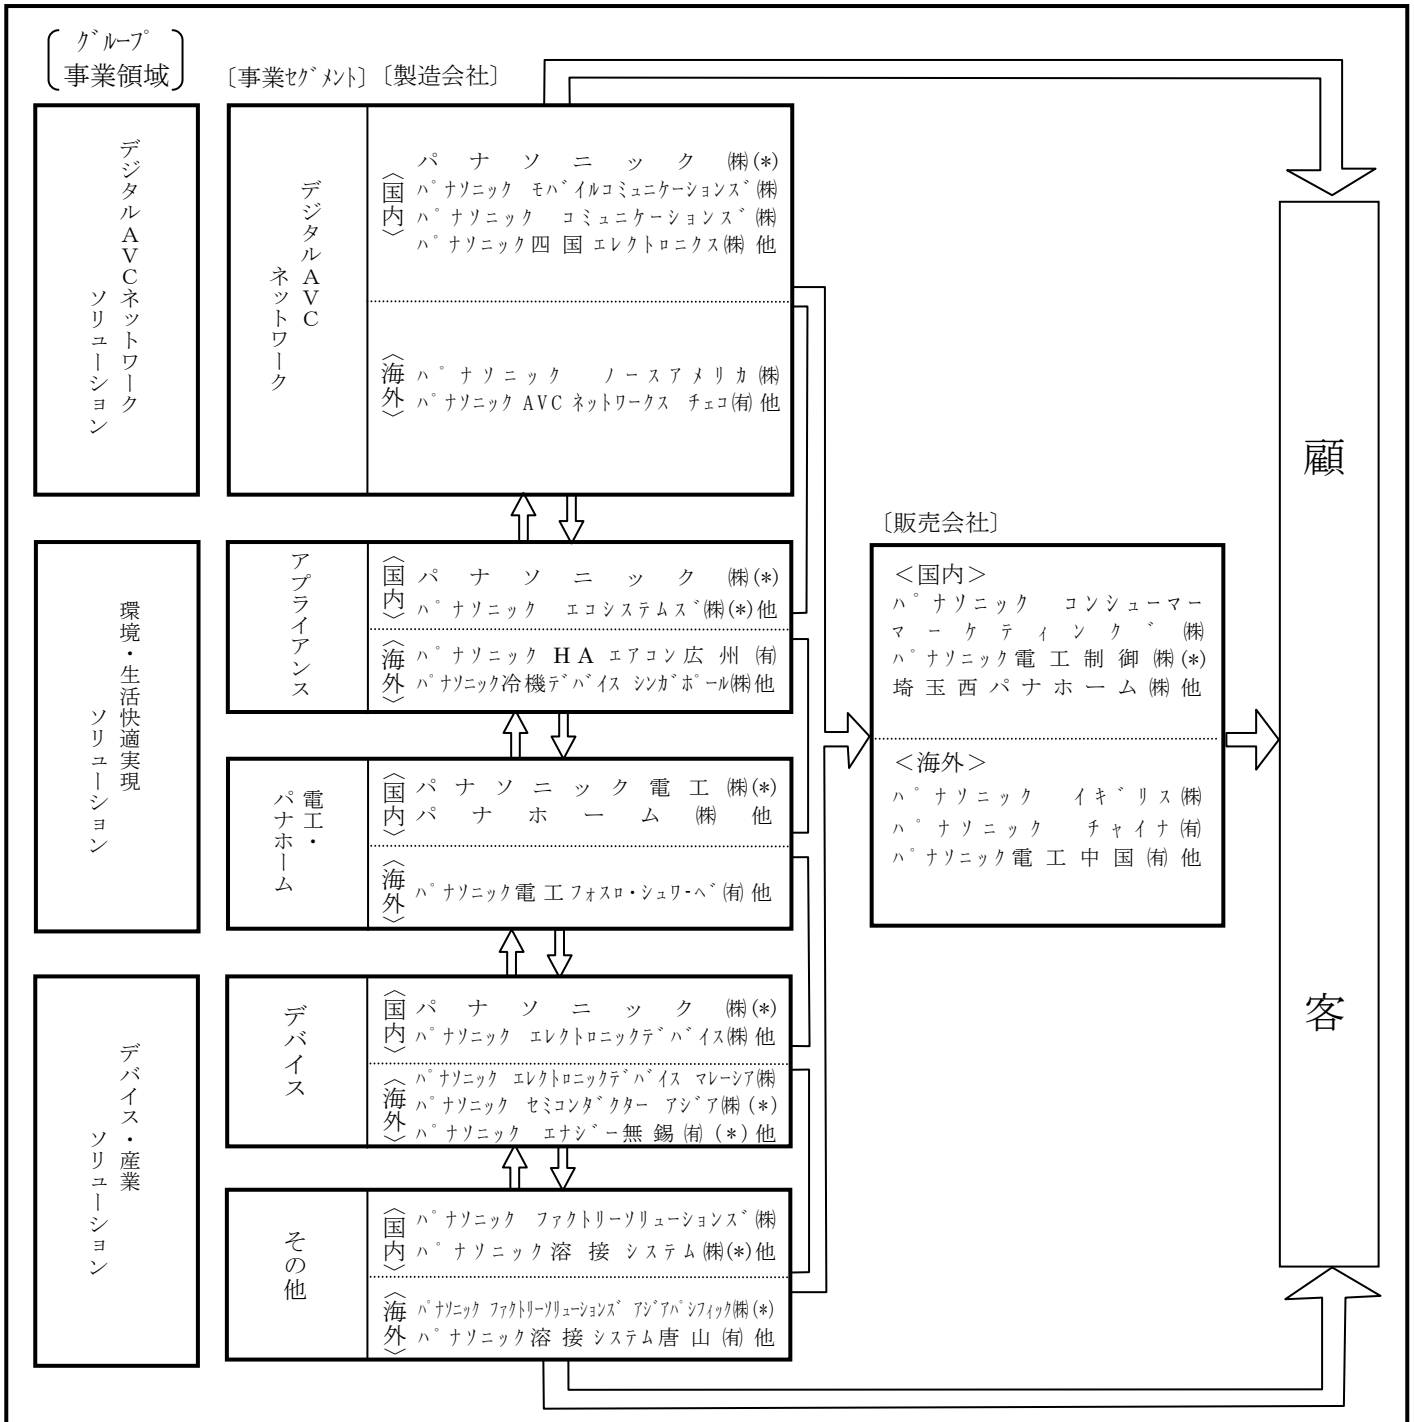 グループ
事業領域
〔事業セグメント〕〔製造会社〕
デジタルAVCネットワーク
ソリューション
デジタルAVC
ネットワーク
〈国内〉
パナソニック㈱(*)
パナソニック モバイルコミュニケーションズ㈱
パナソニック コミュニケーションズ㈱
パナソニック四国エレクトロニクス㈱他
〈海外〉
パナソニック ノースアメリカ㈱
パナソニック AVC ネットワークス チェコ㈲他
環境・生活快適実現
ソリューション
アプライアンス
〈国内〉
パナソニック㈱(*)
パナソニック エコシステムズ㈱(*)他
〈海外〉
パナソニック HA エアコン広州㈲
パナソニック冷機デバイス シンガポール㈱他
電工・
パナホーム
〈国内〉
パナソニック電工㈱(*)
パナホーム㈱他
〈海外〉
パナソニック電工フォスロ・シュワーベ㈲他
デバイス・産業
ソリューション
デバイス
〈国内〉
パナソニック㈱(*)
パナソニック エレクトロニックデバイス㈱他
〈海外〉
パナソニック エレクトロニックデバイス マレーシア㈱
パナソニック セミコンダクター アジア㈱(*)
パナソニック エナジー無錫㈲(*)他
その他
〈国内〉
パナソニック ファクトリーソリューションズ㈱
パナソニック溶接システム㈱(*)他
〈海外〉
パナソニック ファクトリーソリューションズ アジアパシフィック㈱(*)
パナソニック溶接システム唐山㈲他
〔販売会社〕
＜国内＞
パナソニック コンシューマー
マーケティング㈱
パナソニック電工制御㈱(*)
埼玉西パナホーム㈱他
＜海外＞
パナソニック イギリス㈱
パナソニック チャイナ㈲
パナソニック電工中国㈲他
顧客